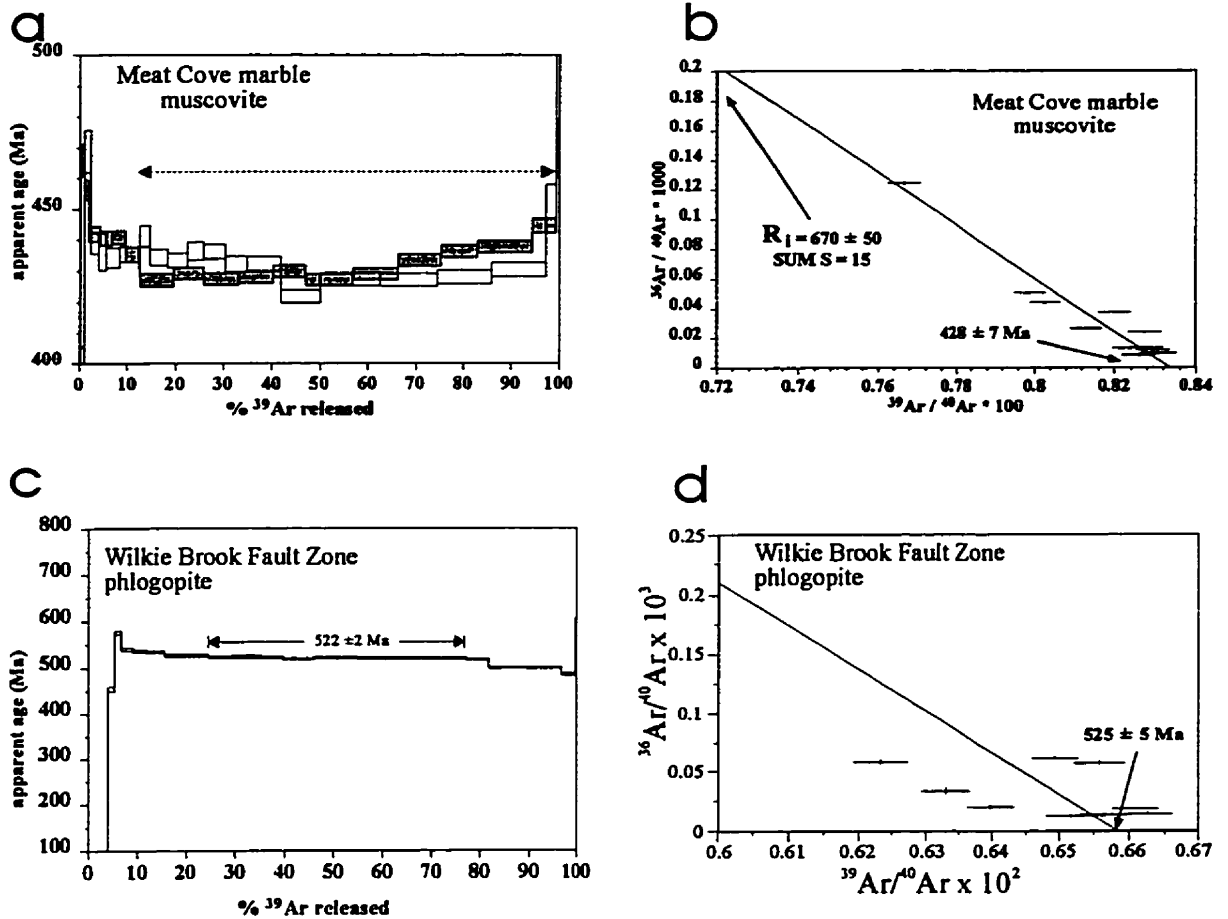 a
Meat Cove marble
muscovite
500
450
400
apparent age (Ma)
0 10 20 30 40 50 60 70 80 90 100
% ³⁹Ar released
b
Meat Cove marble
muscovite
0.2
0.18
0.16
0.14
0.12
0.1
0.08
0.06
0.04
0.02
0
³⁶Ar / ⁴⁰Ar * 1000
R I = 670 ± 50
SUM S = 15
428 ± 7 Ma
0.72 0.74 0.76 0.78 0.8 0.82 0.84
³⁹Ar / ⁴⁰Ar * 100
c
Wilkie Brook Fault Zone
phlogopite
800
700
600
500
400
300
200
100
apparent age (Ma)
522 ±2 Ma
0 10 20 30 40 50 60 70 80 90 100
% ³⁹Ar released
d
Wilkie Brook Fault Zone
phlogopite
0.25
0.2
0.15
0.1
0.05
0
³⁶Ar/⁴⁰Ar x 10³
525 ± 5 Ma
0.6 0.61 0.62 0.63 0.64 0.65 0.66 0.67
³⁹Ar/⁴⁰Ar x 10²